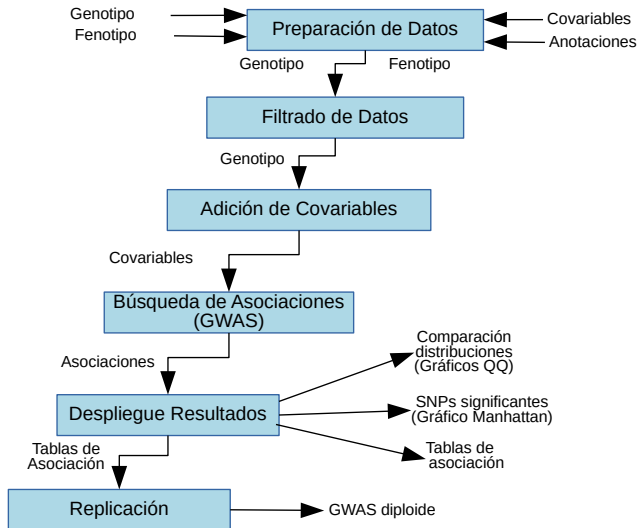 Genotipo
Fenotipo
Preparación de Datos
Covariables
Anotaciones
Genotipo
Fenotipo
Filtrado de Datos
Genotipo
Adición de Covariables
Covariables
Búsqueda de Asociaciones
(GWAS)
Asociaciones
Comparación
distribuciones
(Gráficos QQ)
Despliegue Resultados
SNPs significantes
(Gráfico Manhattan)
Tablas de
Asociación
Tablas de
asociación
Replicación
GWAS diploide